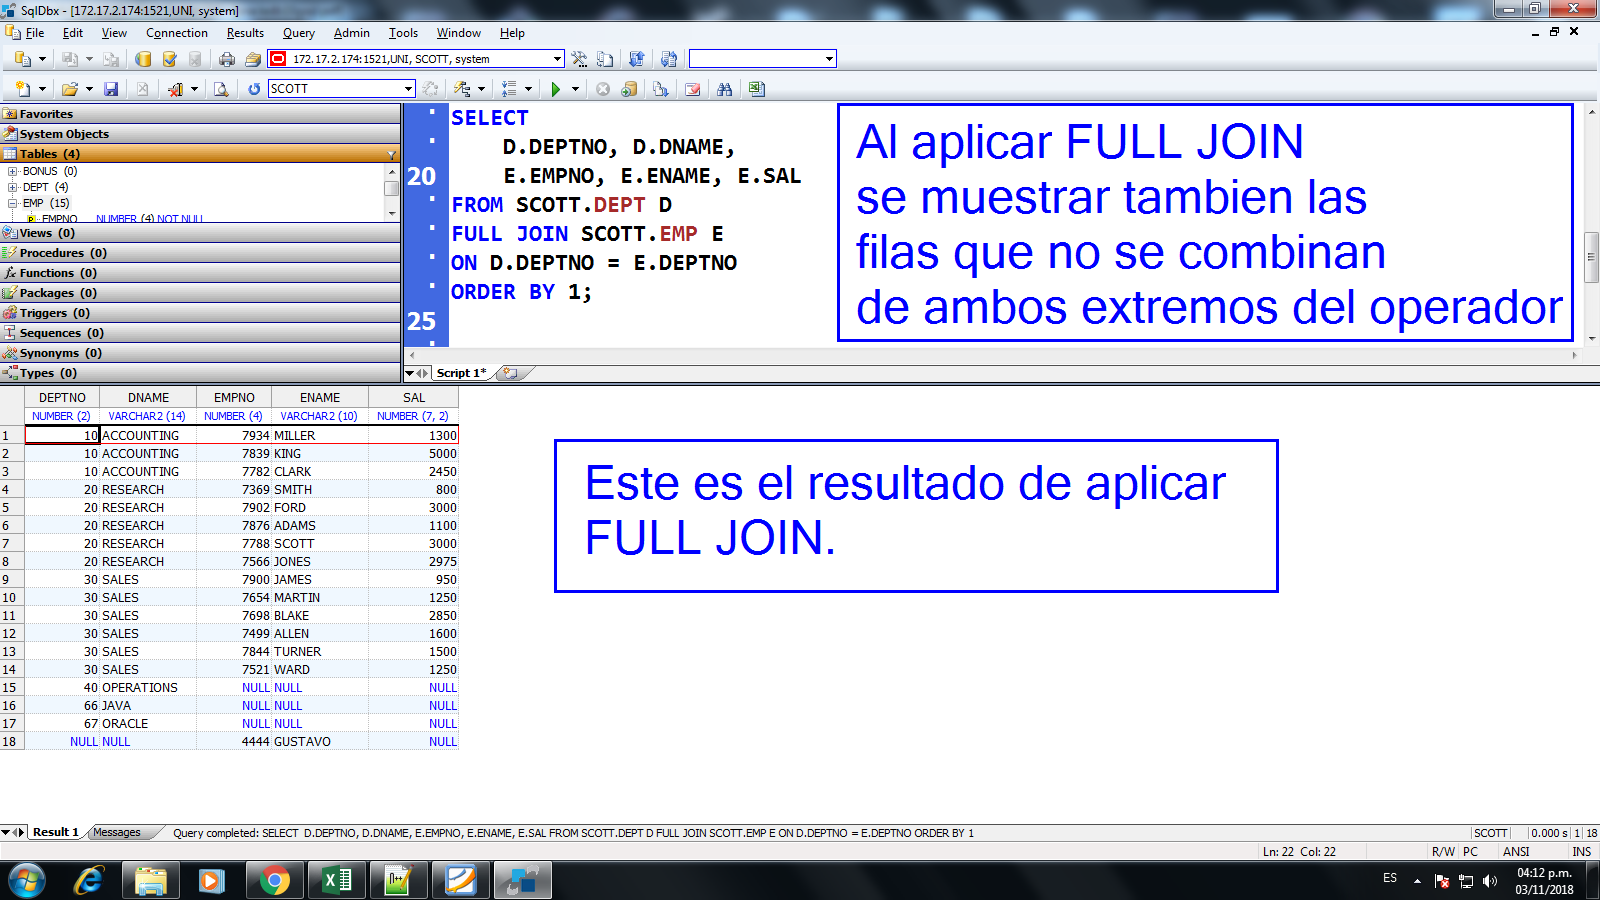 SqlDbx - [172.17.2.174:1521,UNI, system]
File Edit View Connection Results Query Admin Tools Window Help
172.17.2.174:1521,UNI, SCOTT, system
SCOTT
Favorites
System Objects
Tables (4)
BONUS (0)
DEPT (4)
EMP (15)
EMPNO NUMBER (4) NOT NULL
Views (0)
Procedures (0)
Functions (0)
Packages (0)
Triggers (0)
Sequences (0)
Synonyms (0)
Types (0)
SELECT
D.DEPTNO, D.DNAME,
20 E.EMPNO, E.ENAME, E.SAL
FROM SCOTT.DEPT D
FULL JOIN SCOTT.EMP E
ON D.DEPTNO = E.DEPTNO
ORDER BY 1;
25
Al aplicar FULL JOIN
se muestrar tambien las
filas que no se combinan
de ambos extremos del operador
Script 1*
DEPTNO DNAME EMPNO ENAME SAL
NUMBER (2) VARCHAR2 (14) NUMBER (4) VARCHAR2 (10) NUMBER (7, 2)
1 10 ACCOUNTING 7934 MILLER 1300
2 10 ACCOUNTING 7839 KING 5000
3 10 ACCOUNTING 7782 CLARK 2450
4 20 RESEARCH 7369 SMITH 800
5 20 RESEARCH 7902 FORD 3000
6 20 RESEARCH 7876 ADAMS 1100
7 20 RESEARCH 7788 SCOTT 3000
8 20 RESEARCH 7566 JONES 2975
9 30 SALES 7900 JAMES 950
10 30 SALES 7654 MARTIN 1250
11 30 SALES 7698 BLAKE 2850
12 30 SALES 7499 ALLEN 1600
13 30 SALES 7844 TURNER 1500
14 30 SALES 7521 WARD 1250
15 40 OPERATIONS NULL NULL NULL
16 66 JAVA NULL NULL NULL
17 67 ORACLE NULL NULL NULL
18 NULL NULL 4444 GUSTAVO NULL
Este es el resultado de aplicar
FULL JOIN.
Result 1 Messages Query completed: SELECT D.DEPTNO, D.DNAME, E.EMPNO, E.ENAME, E.SAL FROM SCOTT.DEPT D FULL JOIN SCOTT.EMP E ON D.DEPTNO = E.DEPTNO ORDER BY 1 SCOTT 0.000 s 1 18
Ln: 22 Col: 22 R/W PC ANSI INS
ES 04:12 p.m.
03/11/2018